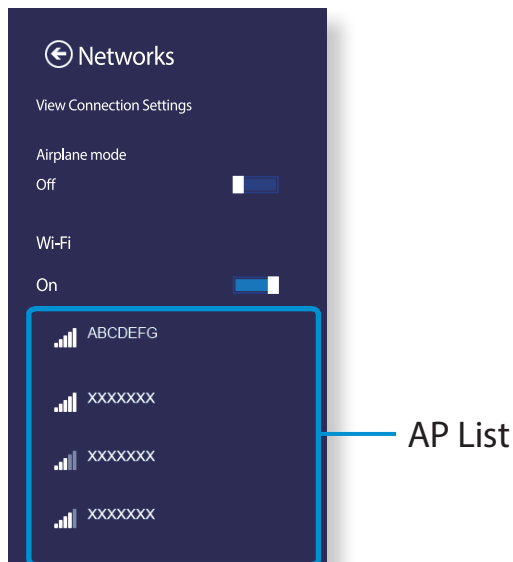 Networks
View Connection Settings
Airplane mode
Off
Wi-Fi
On
ABCDEFG
XXXXXXX
XXXXXXX
XXXXXXX
AP List